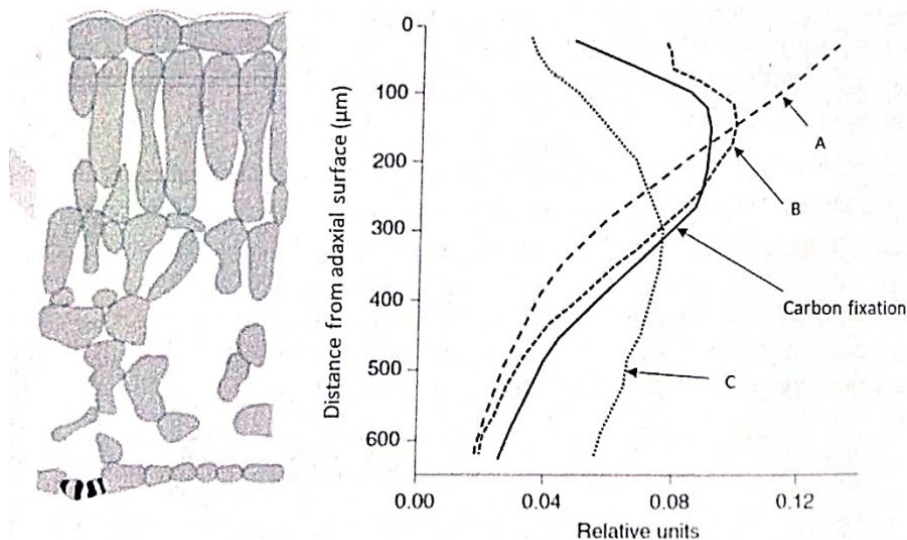 0
100
200
300
400
500
600
Distance from adaxial surface (μm)
A
B
Carbon fixation
C
0.00 0.04 0.08 0.12
Relative units